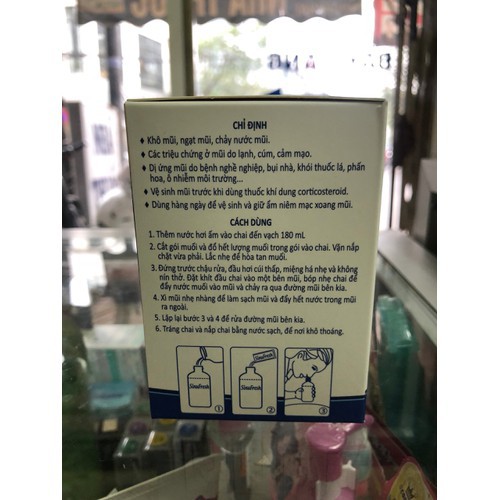 CHỈ ĐỊNH
♦ Khô mũi, ngạt mũi, chảy nước mũi.
♦ Các triệu chứng ở mũi do lạnh, cúm, cảm mạo.
♦ Dị ứng mũi do bệnh nghề nghiệp, bụi nhà, khói thuốc lá, phấn
hoa, ô nhiễm môi trường...
♦ Vệ sinh mũi trước khi dùng thuốc khí dung corticosteroid.
♦ Dùng hàng ngày để vệ sinh và giữ ẩm niêm mạc xoang mũi.
CÁCH DÙNG
1. Thêm nước hơi ấm vào chai đến vạch 180 mL
2. Cắt gói muối và đổ hết lượng muối trong gói vào chai. Vặn nắp
chặt vừa phải. Lắc nhẹ để hòa tan muối.
3. Đứng trước chậu rửa, đầu hơi cúi thấp, miệng há nhẹ và không
nín thở. Đặt khít đầu chai vào một bên mũi, bóp nhẹ chai để
đẩy nước muối vào mũi và chảy ra qua đường mũi bên kia.
4. Xì mũi nhẹ nhàng để làm sạch mũi và đẩy hết nước trong mũi
ra ngoài.
5. Lặp lại bước 3 và 4 để rửa đường mũi bên kia.
6. Tráng chai và nắp chai bằng nước sạch, để nơi khô thoáng.
SinuFresh
1
SinuFresh
SinuFresh
2
3